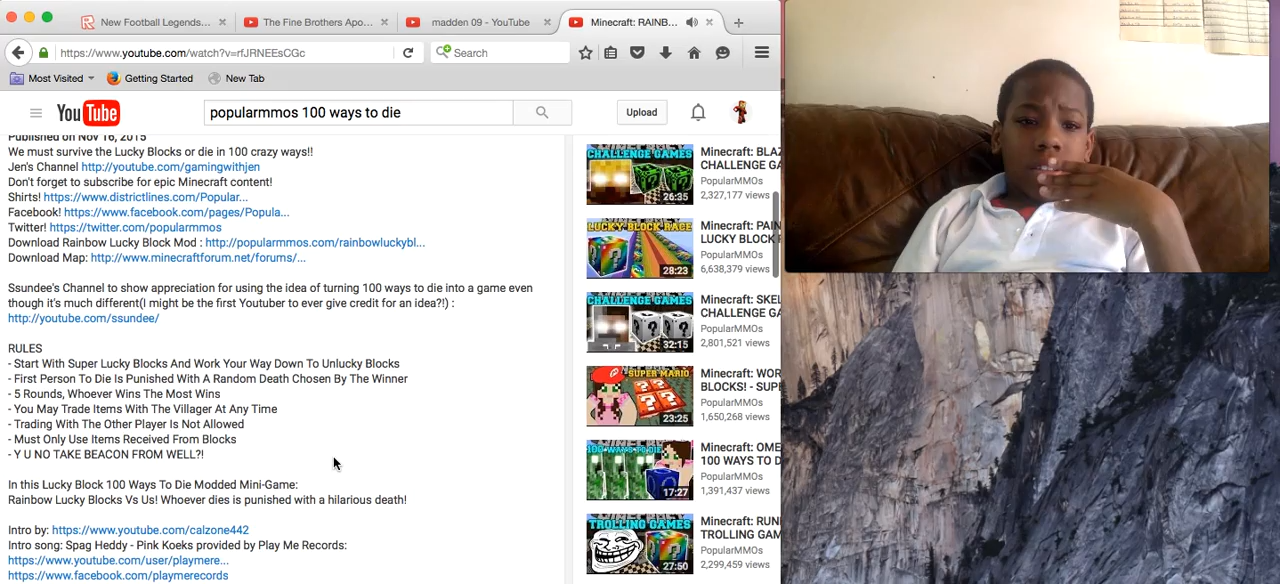 New Football Legends...
The Fine Brothers Apo...
madden 09 - YouTube
Minecraft: RAINB...
https://www.youtube.com/watch?v=rfJRNEEsCGc
Search
Most Visited
Getting Started
New Tab
YouTube
popularmmos 100 ways to die
Upload
Published on Nov 16, 2015
We must survive the Lucky Blocks or die in 100 crazy ways!!
Jen's Channel http://youtube.com/gamingwithjen
Don't forget to subscribe for epic Minecraft content!
Shirts! https://www.districtlines.com/Popular...
Facebook! https://www.facebook.com/pages/Popula...
Twitter! https://twitter.com/popularmmos
Download Rainbow Lucky Block Mod : http://popularmmos.com/rainbowluckybl...
Download Map: http://www.minecraftforum.net/forums/...
Ssundee's Channel to show appreciation for using the idea of turning 100 ways to die into a game even
though it's much different(I might be the first Youtuber to ever give credit for an idea?!) :
http://youtube.com/ssundee/
RULES
- Start With Super Lucky Blocks And Work Your Way Down To Unlucky Blocks
- First Person To Die Is Punished With A Random Death Chosen By The Winner
- 5 Rounds, Whoever Wins The Most Wins
- You May Trade Items With The Villager At Any Time
- Trading With The Other Player Is Not Allowed
- Must Only Use Items Received From Blocks
- Y U NO TAKE BEACON FROM WELL?!
In this Lucky Block 100 Ways To Die Modded Mini-Game:
Rainbow Lucky Blocks Vs Us! Whoever dies is punished with a hilarious death!
Intro by: https://www.youtube.com/calzone442
Intro song: Spag Heddy - Pink Koeks provided by Play Me Records:
https://www.youtube.com/user/playmere...
https://www.facebook.com/playmerecords
CHALLENGE GAMES
26:35
Minecraft: BLAZ
CHALLENGE GA
PopularMMOs
2,327,177 views
LUCKY BLOCK RACE
28:23
Minecraft: PAIN
LUCKY BLOCK R
PopularMMOs
6,638,379 views
CHALLENGE GAMES
32:15
Minecraft: SKEL
CHALLENGE GA
PopularMMOs
2,801,521 views
SUPER MARIO
23:25
Minecraft: WOR
BLOCKS! - SUPE
PopularMMOs
1,650,268 views
100 WAYS TO DIE
17:27
Minecraft: OME
100 WAYS TO D
PopularMMOs
1,391,437 views
TROLLING GAMES
27:50
Minecraft: RUN
TROLLING GAM
PopularMMOs
2,299,459 views